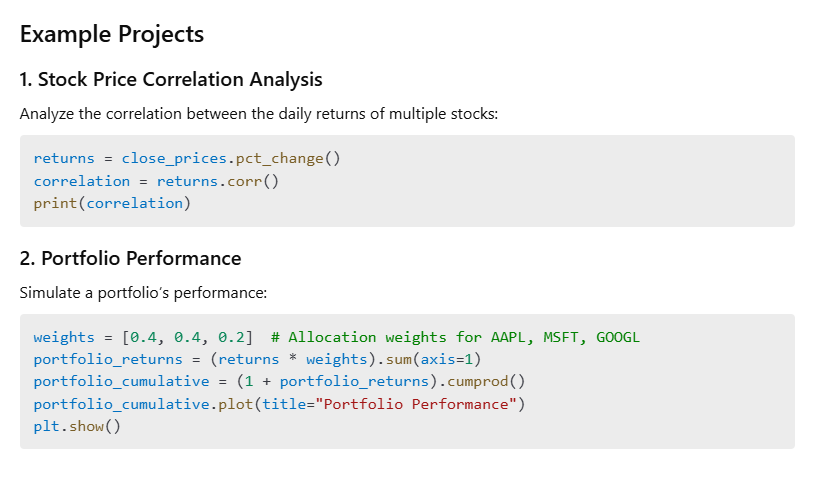 Example Projects
1. Stock Price Correlation Analysis
Analyze the correlation between the daily returns of multiple stocks:
returns = close_prices.pct_change()
correlation = returns.corr()
print(correlation)
2. Portfolio Performance
Simulate a portfolio’s performance:
weights = [0.4, 0.4, 0.2]  # Allocation weights for AAPL, MSFT, GOOGL
portfolio_returns = (returns * weights).sum(axis=1)
portfolio_cumulative = (1 + portfolio_returns).cumprod()
portfolio_cumulative.plot(title="Portfolio Performance")
plt.show()